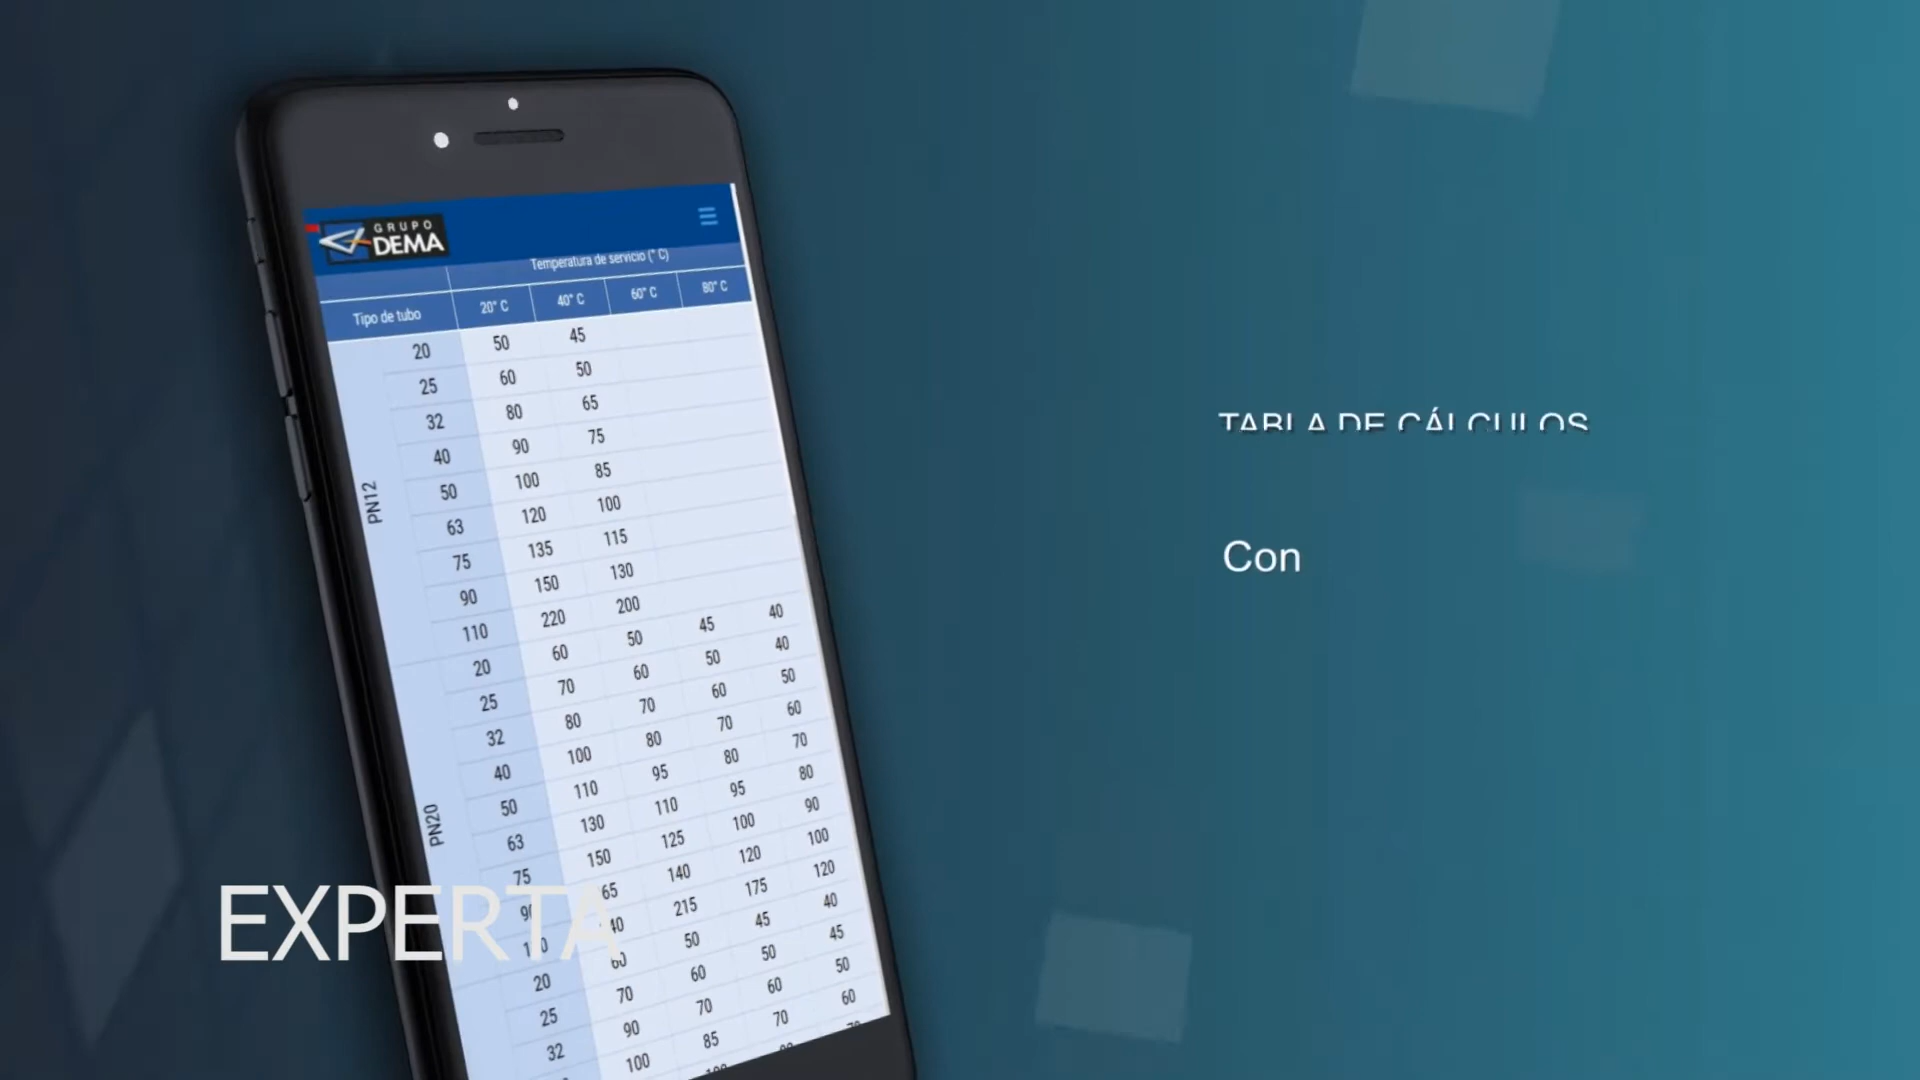 GRUPO
DEMA
Temperatura de servicio (° C)
Tipo de tubo 20° C 40° C 60° C 80° C
PN12
20 50 45
25 60 50
32 80 65
40 90 75
50 100 85
63 120 100
75 135 115
90 150 130
110 220 200
PN20
20 60 50 45 40
25 70 60 50 40
32 80 70 60 50
40 100 80 70 60
50 110 95 80 70
63 130 110 95 80
75 150 125 100 90
140 120 100
215 175 120
20 60 50 45 40
25 70 60 50 45
32 90 70 60 50
100 85 70 60
EXPERTA
TABLA DE CÁLCULOS
Con